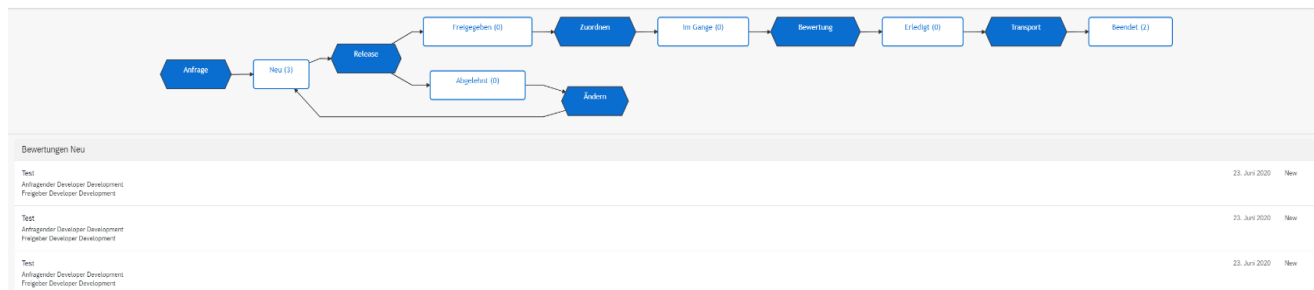 Freigegeben (0)
Zuordnen
Im Gange (0)
Bewertung
Erledigt (0)
Transport
Beendet (2)
Release
Anfrage
Neu (3)
Abgelehnt (0)
Ändern
Bewertungen Neu
Test
23. Juni 2020 New
Anfragender Developer Development
Freigeber Developer Development
Test
23. Juni 2020 New
Anfragender Developer Development
Freigeber Developer Development
Test
23. Juni 2020 New
Anfragender Developer Development
Freigeber Developer Development